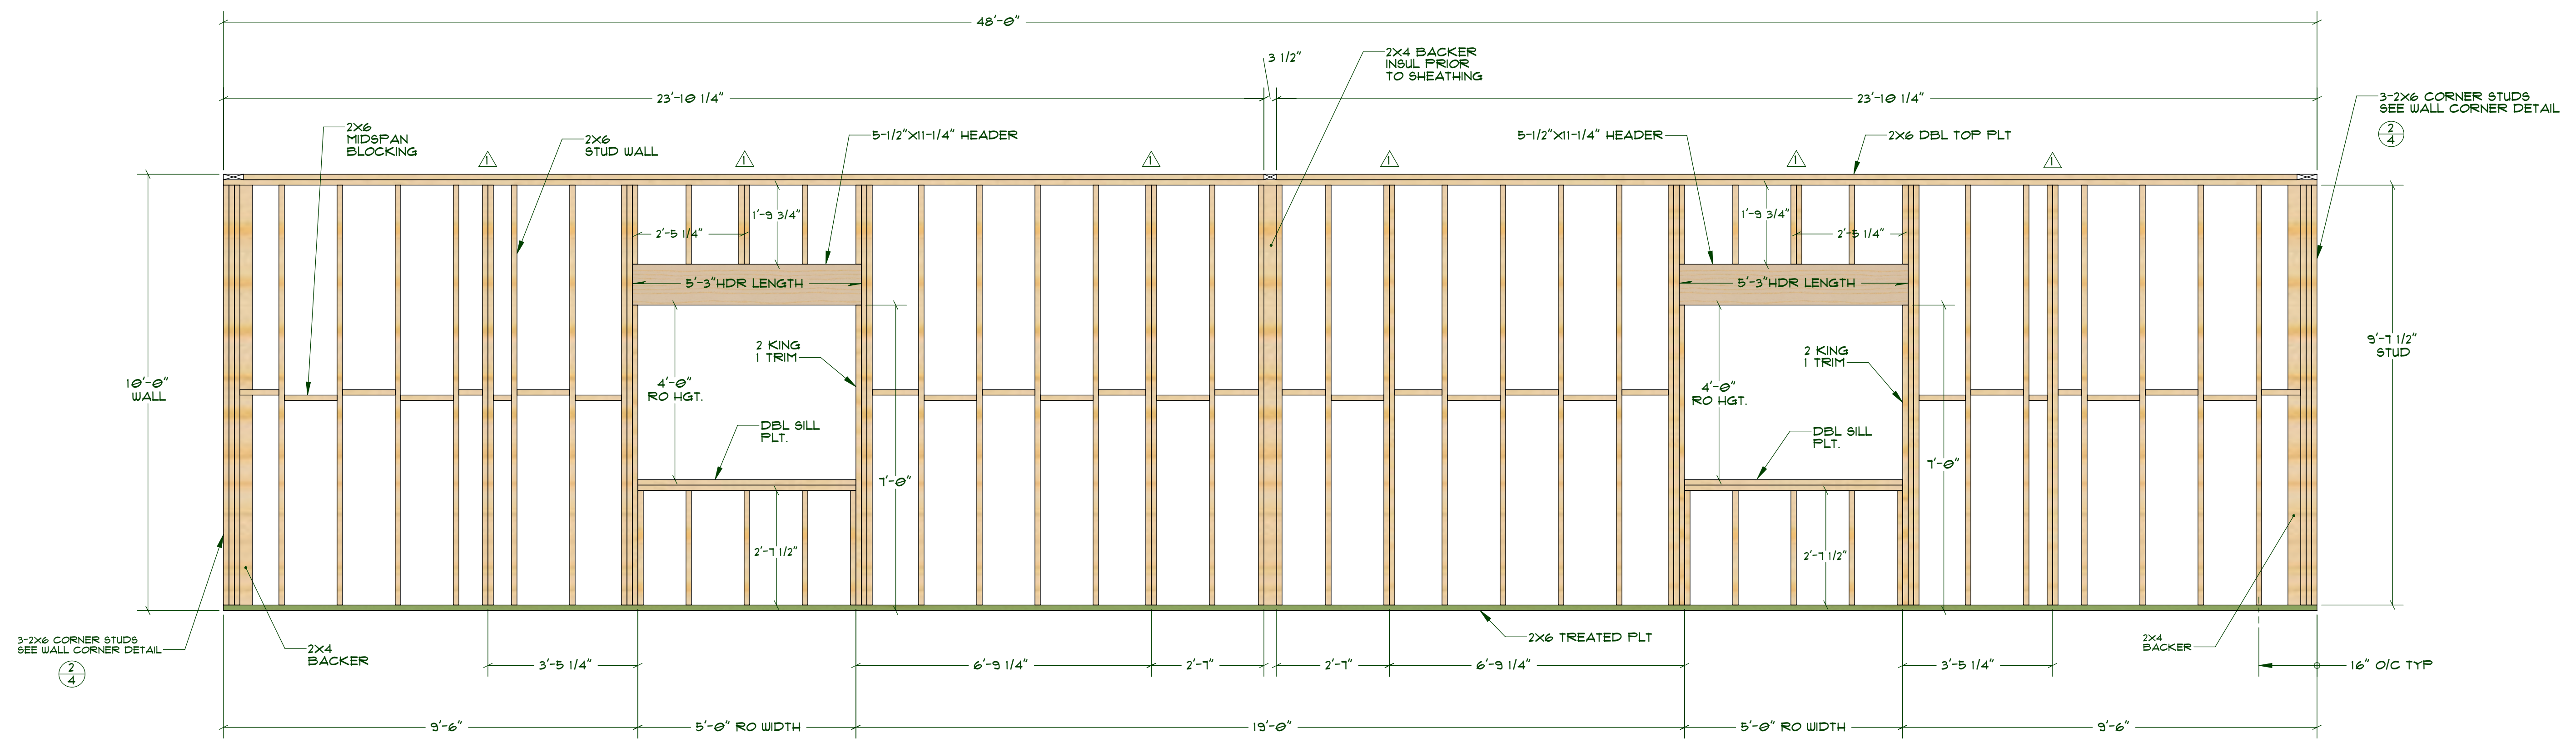 48'-0"
3 1/2"
2X4 BACKER
INSUL PRIOR
TO SHEATHING
23'-10 1/4"
23'-10 1/4"
3-2X6 CORNER STUDS
SEE WALL CORNER DETAIL
2
4
2X6
MIDSPAN
BLOCKING
2X6
STUD WALL
5-1/2"X11-1/4" HEADER
5-1/2"X11-1/4" HEADER
2X6 DBL TOP PLT
1
1
1
1
1
1
1'-9 3/4"
2'-5 1/4"
1'-9 3/4"
2'-5 1/4"
5'-3"HDR LENGTH
5'-3"HDR LENGTH
10'-0"
WALL
2 KING
1 TRIM
4'-0"
RO HGT.
DBL SILL
PLT.
7'-0"
2'-7 1/2"
2 KING
1 TRIM
4'-0"
RO HGT.
DBL SILL
PLT.
7'-0"
2'-7 1/2"
9'-7 1/2"
STUD
3-2X6 CORNER STUDS
SEE WALL CORNER DETAIL
2
4
2X4
BACKER
2X6 TREATED PLT
2X4
BACKER
3'-5 1/4"
6'-9 1/4"
2'-7"
2'-7"
6'-9 1/4"
3'-5 1/4"
16" O/C TYP
9'-6"
5'-0" RO WIDTH
19'-0"
5'-0" RO WIDTH
9'-6"